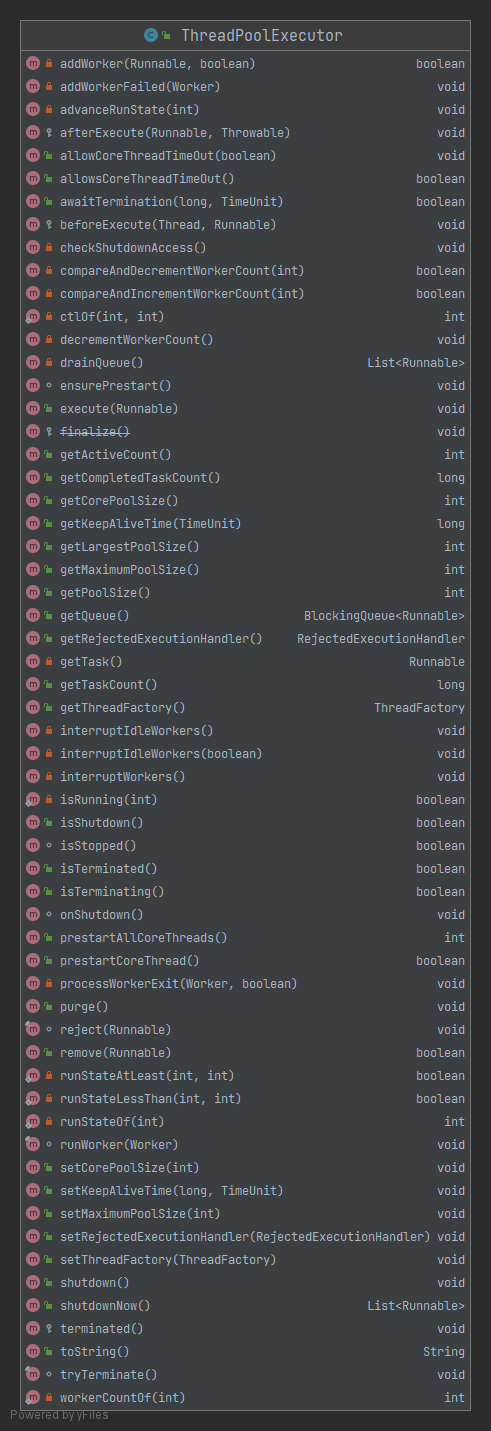 ThreadPoolExecutor
addWorker(Runnable, boolean) boolean
addWorkerFailed(Worker) void
advanceRunState(int) void
afterExecute(Runnable, Throwable) void
allowCoreThreadTimeOut(boolean) void
allowsCoreThreadTimeOut() boolean
awaitTermination(long, TimeUnit) boolean
beforeExecute(Thread, Runnable) void
checkShutdownAccess() void
compareAndDecrementWorkerCount(int) boolean
compareAndIncrementWorkerCount(int) boolean
ctlOf(int, int) int
decrementWorkerCount() void
drainQueue() List<Runnable>
ensurePrestart() void
execute(Runnable) void
finalize() void
getActiveCount() int
getCompletedTaskCount() long
getCorePoolSize() int
getKeepAliveTime(TimeUnit) long
getLargestPoolSize() int
getMaximumPoolSize() int
getPoolSize() int
getQueue() BlockingQueue<Runnable>
getRejectedExecutionHandler() RejectedExecutionHandler
getTask() Runnable
getTaskCount() long
getThreadFactory() ThreadFactory
interruptIdleWorkers() void
interruptIdleWorkers(boolean) void
interruptWorkers() void
isRunning(int) boolean
isShutdown() boolean
isStopped() boolean
isTerminated() boolean
isTerminating() boolean
onShutdown() void
prestartAllCoreThreads() int
prestartCoreThread() boolean
processWorkerExit(Worker, boolean) void
purge() void
reject(Runnable) void
remove(Runnable) boolean
runStateAtLeast(int, int) boolean
runStateLessThan(int, int) boolean
runStateOf(int) int
runWorker(Worker) void
setCorePoolSize(int) void
setKeepAliveTime(long, TimeUnit) void
setMaximumPoolSize(int) void
setRejectedExecutionHandler(RejectedExecutionHandler) void
setThreadFactory(ThreadFactory) void
shutdown() void
shutdownNow() List<Runnable>
terminated() void
toString() String
tryTerminate() void
workerCountOf(int) int
Powered by yFiles